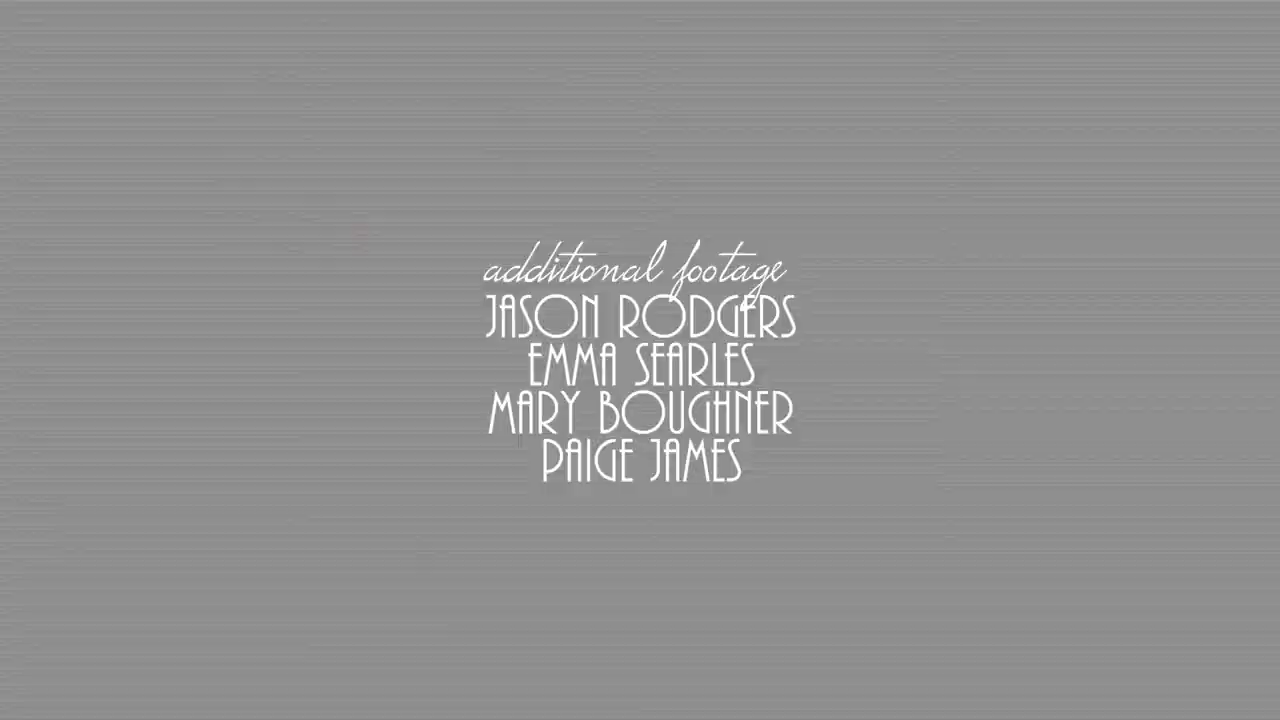 additional footage
JASON RODGERS
EMMA SEARLES
MARY BOUGHNER
PAIGE JAMES